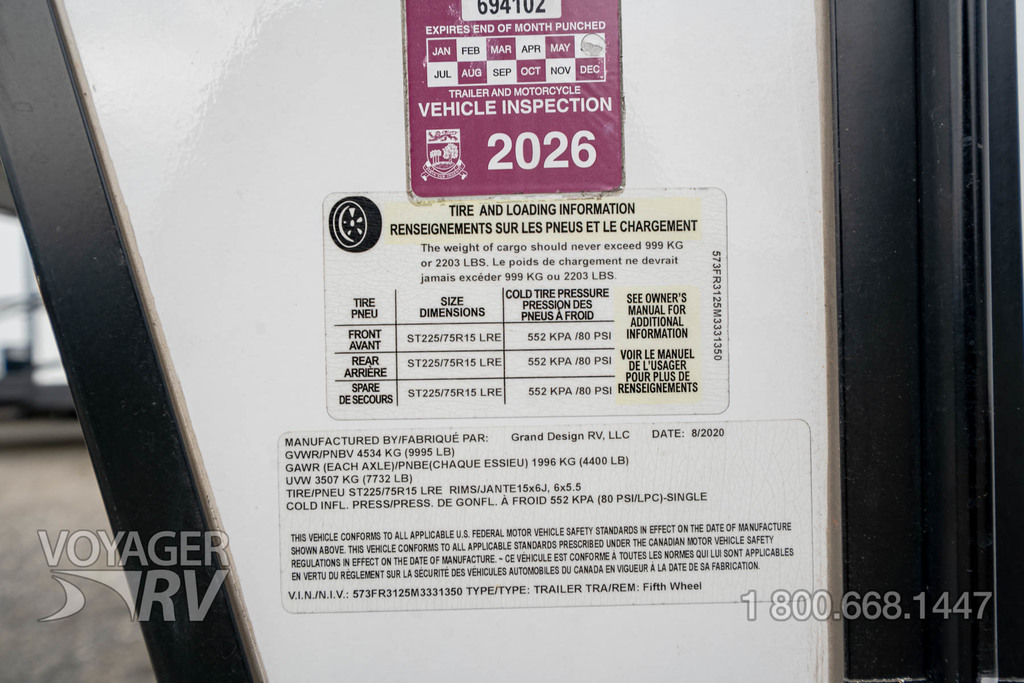 694102
EXPIRES END OF MONTH PUNCHED
JAN FEB MAR APR MAY
JUL AUG SEP OCT NOV DEC
TRAILER AND MOTORCYCLE
VEHICLE INSPECTION
2026
TIRE AND LOADING INFORMATION
RENSEIGNEMENTS SUR LES PNEUS ET LE CHARGEMENT
The weight of cargo should never exceed 999 KG
or 2203 LBS. Le poids de chargement ne devrait
jamais excéder 999 KG ou 2203 LBS.
TIRE
PNEU
SIZE
DIMENSIONS
COLD TIRE PRESSURE
PRESSION DES
PNEUS À FROID
FRONT
AVANT
ST225/75R15 LRE
552 KPA /80 PSI
REAR
ARRIÈRE
ST225/75R15 LRE
552 KPA /80 PSI
SPARE
DE SECOURS
ST225/75R15 LRE
552 KPA /80 PSI
SEE OWNER'S
MANUAL FOR
ADDITIONAL
INFORMATION
VOIR LE MANUEL
DE L'USAGER
POUR PLUS DE
RENSEIGNEMENTS
573FR3125M3331350
MANUFACTURED BY/FABRIQUÉ PAR: Grand Design RV, LLC DATE: 8/2020
GVWR/PNBV 4534 KG (9995 LB)
GAWR (EACH AXLE)/PNBE(CHAQUE ESSIEU) 1996 KG (4400 LB)
UVW 3507 KG (7732 LB)
TIRE/PNEU ST225/75R15 LRE RIMS/JANTE15x6J, 6x5.5
COLD INFL. PRESS/PRESS. DE GONFL. À FROID 552 KPA (80 PSI/LPC)-SINGLE
THIS VEHICLE CONFORMS TO ALL APPLICABLE U.S. FEDERAL MOTOR VEHICLE SAFETY STANDARDS IN EFFECT ON THE DATE OF MANUFACTURE
SHOWN ABOVE. THIS VEHICLE CONFORMS TO ALL APPLICABLE STANDARDS PRESCRIBED UNDER THE CANADIAN MOTOR VEHICLE SAFETY
REGULATIONS IN EFFECT ON THE DATE OF MANUFACTURE. - CE VÉHICULE EST CONFORME À TOUTES LES NORMES QUI LUI SONT APPLICABLES
EN VERTU DU RÉGLEMENT SUR LA SÉCURITÉ DES VÉHICULES AUTOMOBILES DU CANADA EN VIGUEUR À LA DATE DE SA FABRICATION.
V.I.N./N.I.V.: 573FR3125M3331350 TYPE/TYPE: TRAILER TRA/REM: Fifth Wheel
VOYAGER
RV
1 800.668.1447